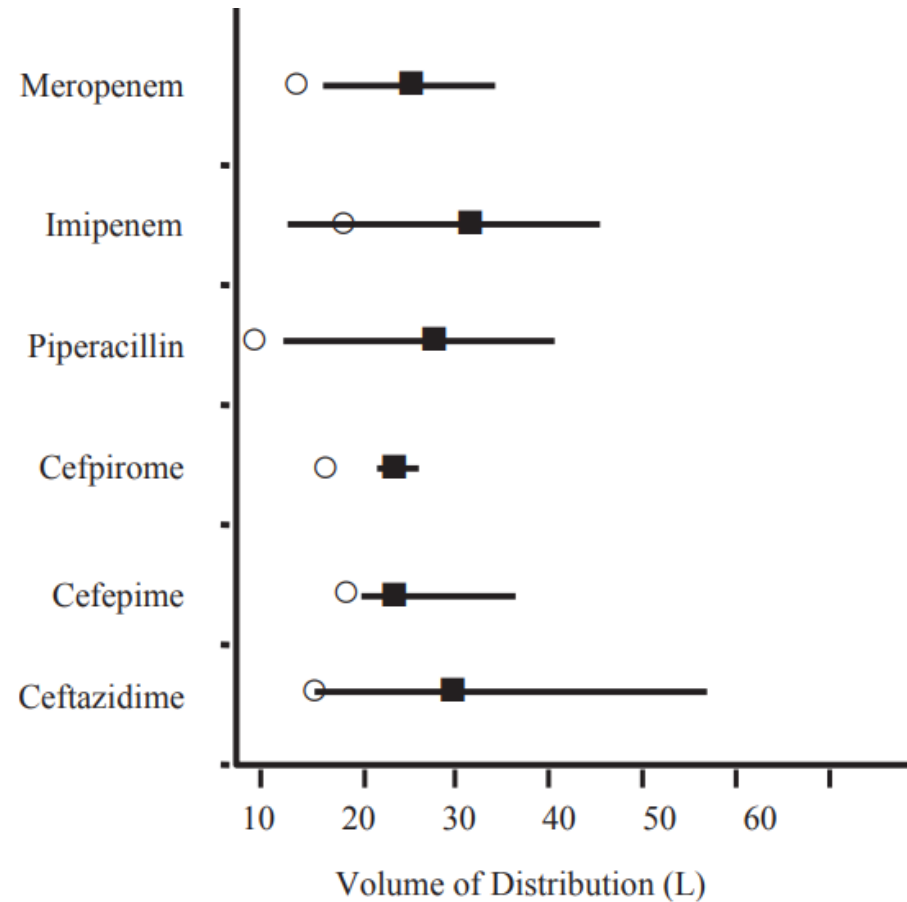 Meropenem
Imipenem
Piperacillin
Cefpirome
Cefepime
Ceftazidime
10 20 30 40 50 60
Volume of Distribution (L)